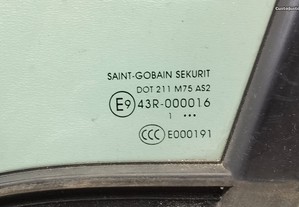 SAINT-GOBAIN SEKURIT
DOT 211 M75 AS2
E9 43R-000016
1 •••
CCC E000191